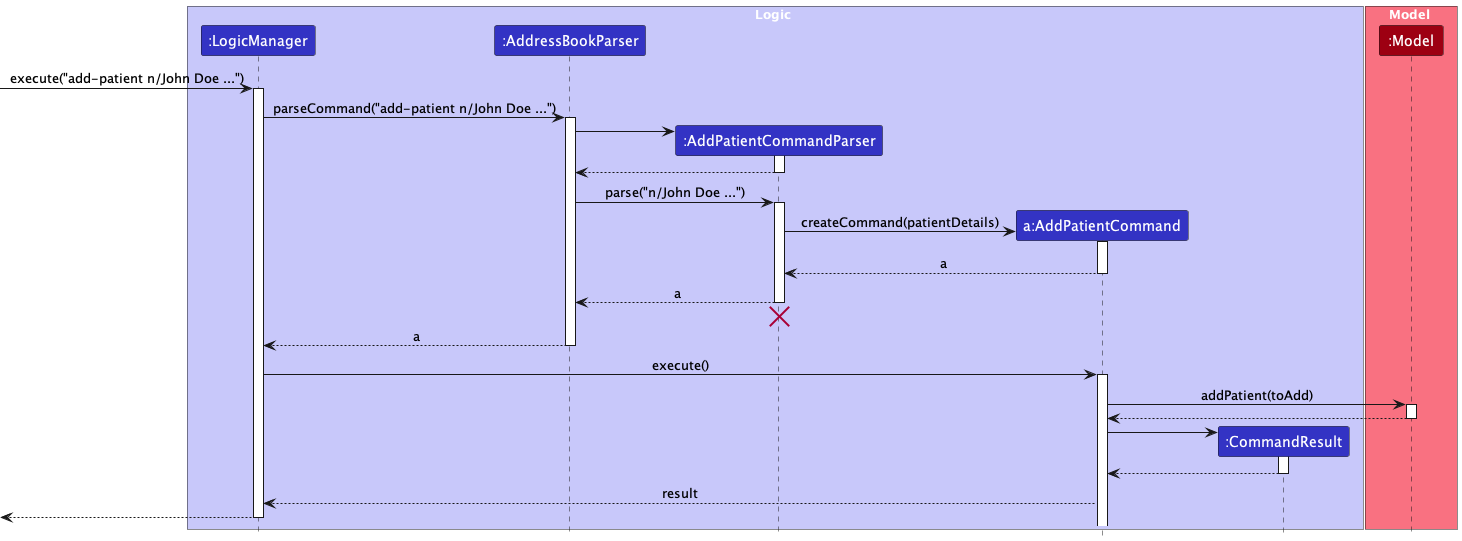 Logic
Model
:LogicManager
:AddressBookParser
:Model
execute("add-patient n/John Doe ...")
parseCommand("add-patient n/John Doe ...")
:AddPatientCommandParser
parse("n/John Doe ...")
createCommand(patientDetails)
a:AddPatientCommand
a
a
a
execute()
addPatient(toAdd)
:CommandResult
result